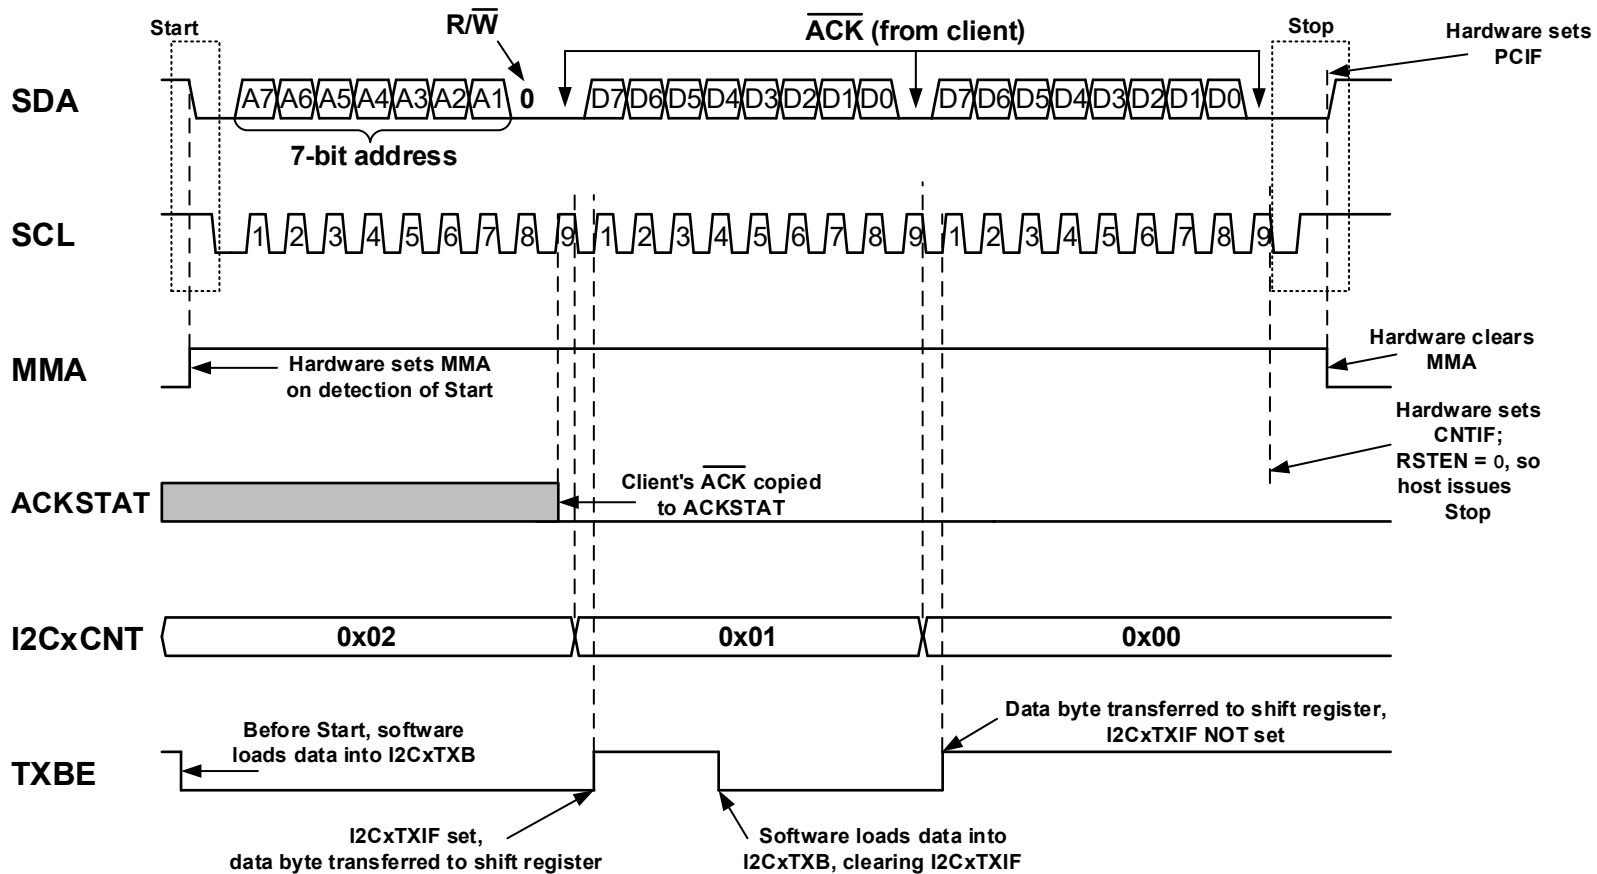 Start
R/W
ACK (from client)
Stop
Hardware sets
PCIF
SDA
A7 A6 A5 A4 A3 A2 A1 0 D7 D6 D5 D4 D3 D2 D1 D0 D7 D6 D5 D4 D3 D2 D1 D0
7-bit address
SCL
1 2 3 4 5 6 7 8 9 1 2 3 4 5 6 7 8 9 1 2 3 4 5 6 7 8 9
MMA
Hardware sets MMA
on detection of Start
Hardware clears
MMA
Hardware sets
CNTIF;
RSTEN = 0, so
host issues
Stop
ACKSTAT
Client's ACK copied
to ACKSTAT
I2CxCNT
0x02 0x01 0x00
TXBE
Before Start, software
loads data into I2CxTXB
Data byte transferred to shift register,
I2CxTXIF NOT set
I2CxTXIF set,
data byte transferred to shift register
Software loads data into
I2CxTXB, clearing I2CxTXIF